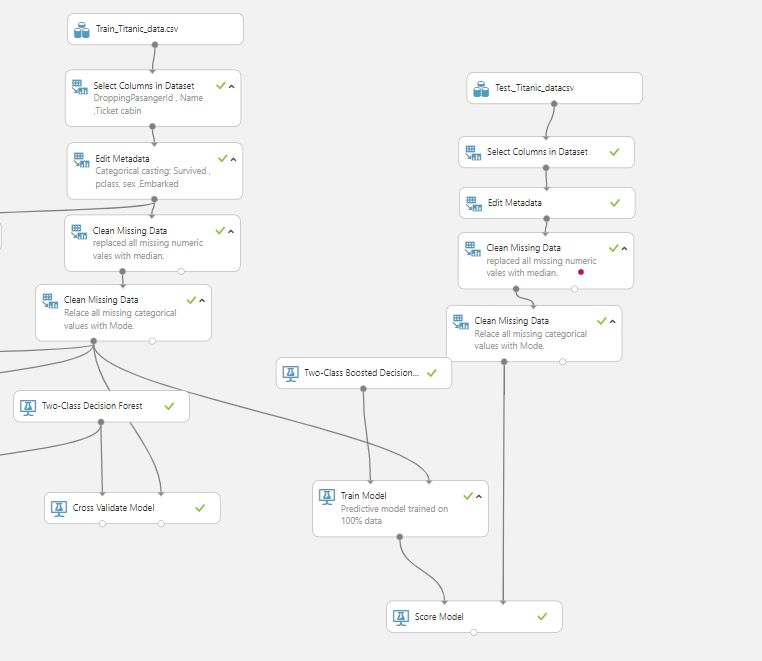 Train_Titanic_data.csv
Select Columns in Dataset
DroppingPasangerId , Name
,Ticket cabin
Edit Metadata
Categorical casting: Survived ,
pclass, sex ,Embarked
Clean Missing Data
replaced all missing numeric
vales with median.
Clean Missing Data
Relace all missing categorical
values with Mode.
Two-Class Decision Forest
Cross Validate Model
Test._Titanic_datacsv
Select Columns in Dataset
Edit Metadata
Clean Missing Data
replaced all missing numeric
vales with median.
Clean Missing Data
Relace all missing categorical
values with Mode.
Two-Class Boosted Decision...
Train Model
Predictive model trained on
100% data
Score Model